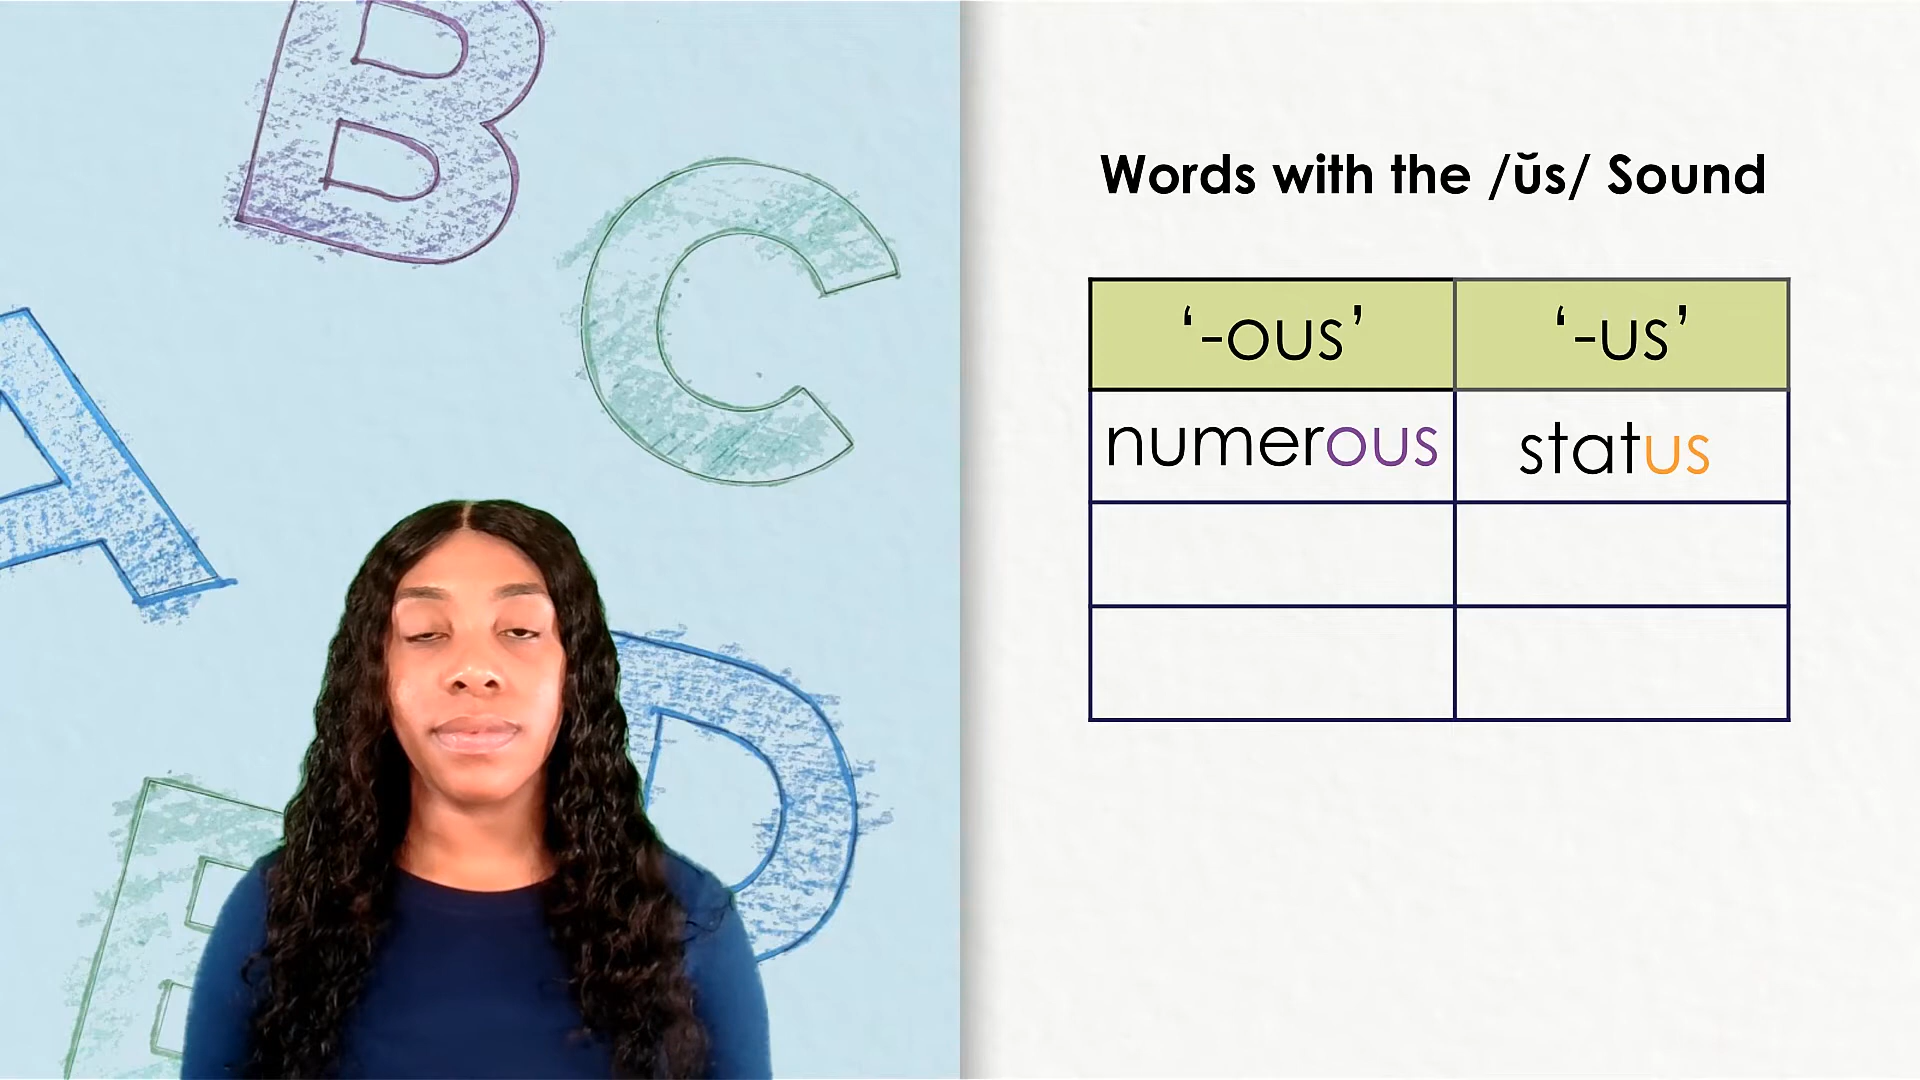 B
C
A
D
E
Words with the /ŭs/ Sound
‘-ous’ ‘-us’
numerous status